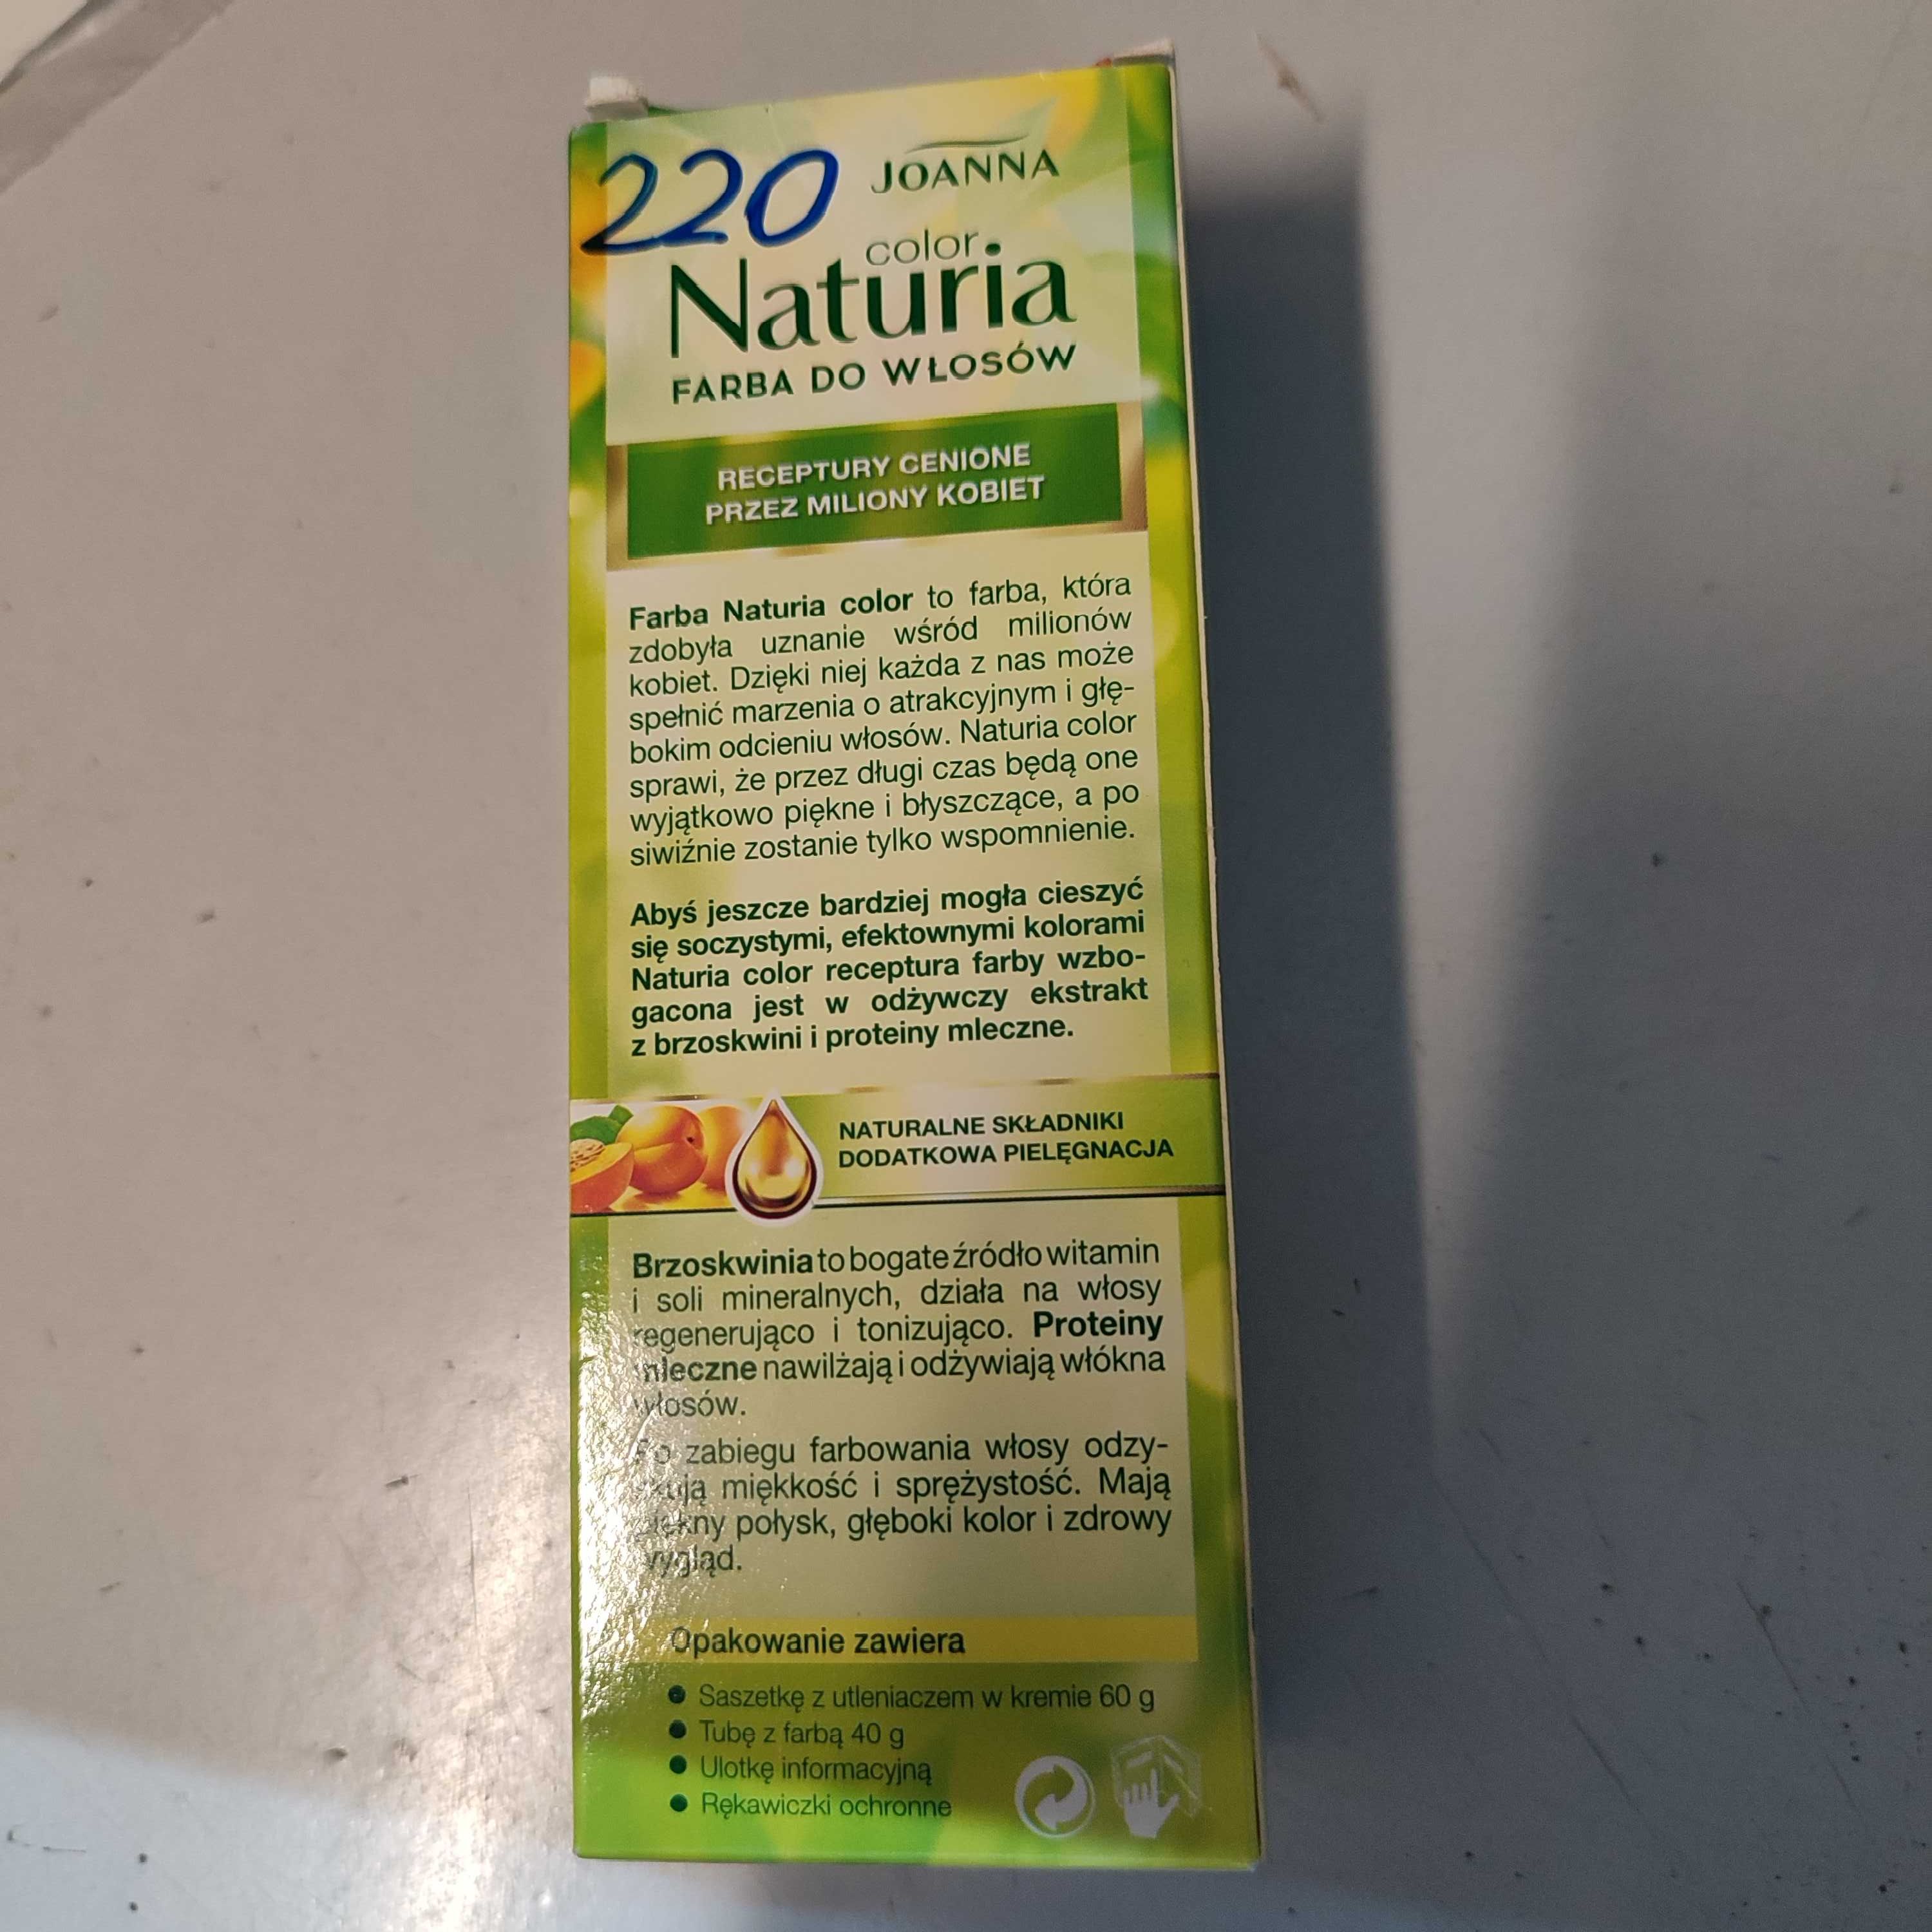 220
JOANNA
color
Naturia
FARBA DO WŁOSÓW
RECEPTURY CENIONE
PRZEZ MILIONY KOBIET
Farba Naturia color to farba, która
zdobyła uznanie wśród milionów
kobiet. Dzięki niej każda z nas może
spełnić marzenia o atrakcyjnym i głę-
bokim odcieniu włosów. Naturia color
sprawi, że przez długi czas będą one
wyjątkowo piękne i błyszczące, a po
siwiźnie zostanie tylko wspomnienie.
Abyś jeszcze bardziej mogła cieszyć
się soczystymi, efektownymi kolorami
Naturia color receptura farby wzbo-
gacona jest w odżywczy ekstrakt
z brzoskwini i proteiny mleczne.
NATURALNE SKŁADNIKI
DODATKOWA PIELĘGNACJA
Brzoskwinia to bogate źródło witamin
i soli mineralnych, działa na włosy
regenerująco i tonizująco. Proteiny
mleczne nawilżają i odżywiają włókna
włosów.
Po zabiegu farbowania włosy odzy-
skują miękkość i sprężystość. Mają
piękny połysk, głęboki kolor i zdrowy
wygląd.
Opakowanie zawiera
● Saszetkę z utleniaczem w kremie 60 g
● Tubę z farbą 40 g
● Ulotkę informacyjną
● Rękawiczki ochronne